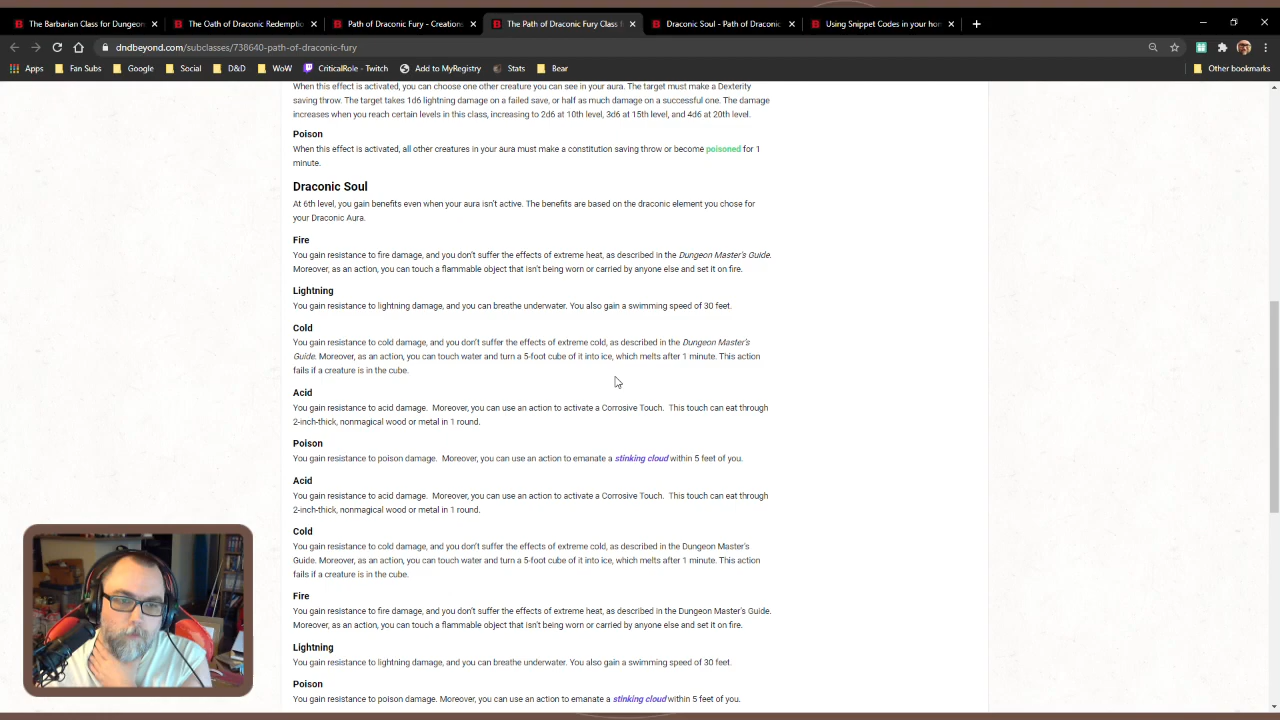 The Barbarian Class for Dungeon
The Oath of Draconic Redemptio
Path of Draconic Fury - Creations
The Path of Draconic Fury Class
Draconic Soul - Path of Draconic
Using Snippet Codes in your hon
dndbeyond.com/subclasses/738640-path-of-draconic-fury
Apps Fan Subs Google Social D&D WoW CriticalRole - Twitch Add to MyRegistry Stats Bear Other bookmarks
When this effect is activated, you can choose one other creature you can see in your aura. The target must make a Dexterity
saving throw. The target takes 1d6 lightning damage on a failed save, or half as much damage on a successful one. The damage
increases when you reach certain levels in this class, increasing to 2d6 at 10th level, 3d6 at 15th level, and 4d6 at 20th level.
Poison
When this effect is activated, all other creatures in your aura must make a constitution saving throw or become poisoned for 1
minute.
Draconic Soul
At 6th level, you gain benefits even when your aura isn't active. The benefits are based on the draconic element you chose for
your Draconic Aura.
Fire
You gain resistance to fire damage, and you don't suffer the effects of extreme heat, as described in the Dungeon Master's Guide.
Moreover, as an action, you can touch a flammable object that isn't being worn or carried by anyone else and set it on fire.
Lightning
You gain resistance to lightning damage, and you can breathe underwater. You also gain a swimming speed of 30 feet.
Cold
You gain resistance to cold damage, and you don't suffer the effects of extreme cold, as described in the Dungeon Master's
Guide. Moreover, as an action, you can touch water and turn a 5-foot cube of it into ice, which melts after 1 minute. This action
fails if a creature is in the cube.
Acid
You gain resistance to acid damage. Moreover, you can use an action to activate a Corrosive Touch. This touch can eat through
2-inch-thick, nonmagical wood or metal in 1 round.
Poison
You gain resistance to poison damage. Moreover, you can use an action to emanate a stinking cloud within 5 feet of you.
Acid
You gain resistance to acid damage. Moreover, you can use an action to activate a Corrosive Touch. This touch can eat through
2-inch-thick, nonmagical wood or metal in 1 round.
Cold
You gain resistance to cold damage, and you don't suffer the effects of extreme cold, as described in the Dungeon Master's
Guide. Moreover, as an action, you can touch water and turn a 5-foot cube of it into ice, which melts after 1 minute. This action
fails if a creature is in the cube.
Fire
You gain resistance to fire damage, and you don't suffer the effects of extreme heat, as described in the Dungeon Master's Guide.
Moreover, as an action, you can touch a flammable object that isn't being worn or carried by anyone else and set it on fire.
Lightning
You gain resistance to lightning damage, and you can breathe underwater. You also gain a swimming speed of 30 feet.
Poison
You gain resistance to poison damage. Moreover, you can use an action to emanate a stinking cloud within 5 feet of you.